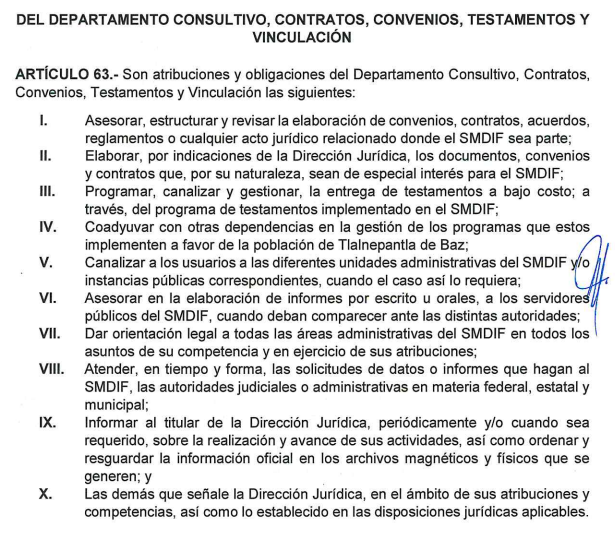 DEL DEPARTAMENTO CONSULTIVO, CONTRATOS, CONVENIOS, TESTAMENTOS Y
VINCULACIÓN
ARTÍCULO 63.- Son atribuciones y obligaciones del Departamento Consultivo, Contratos,
Convenios, Testamentos y Vinculación las siguientes:
I. Asesorar, estructurar y revisar la elaboración de convenios, contratos, acuerdos,
reglamentos o cualquier acto jurídico relacionado donde el SMDIF sea parte;
II. Elaborar, por indicaciones de la Dirección Jurídica, los documentos, convenios
y contratos que, por su naturaleza, sean de especial interés para el SMDIF;
III. Programar, canalizar y gestionar, la entrega de testamentos a bajo costo; a
través, del programa de testamentos implementado en el SMDIF;
IV. Coadyuvar con otras dependencias en la gestión de los programas que estos
implementen a favor de la población de Tlalnepantla de Baz;
V. Canalizar a los usuarios a las diferentes unidades administrativas del SMDIF y/o
instancias públicas correspondientes, cuando el caso así lo requiera;
VI. Asesorar en la elaboración de informes por escrito u orales, a los servidores
públicos del SMDIF, cuando deban comparecer ante las distintas autoridades;
VII. Dar orientación legal a todas las áreas administrativas del SMDIF en todos los
asuntos de su competencia y en ejercicio de sus atribuciones;
VIII. Atender, en tiempo y forma, las solicitudes de datos o informes que hagan al
SMDIF, las autoridades judiciales o administrativas en materia federal, estatal y
municipal;
IX. Informar al titular de la Dirección Jurídica, periódicamente y/o cuando sea
requerido, sobre la realización y avance de sus actividades, así como ordenar y
resguardar la información oficial en los archivos magnéticos y físicos que se
generen; y
X. Las demás que señale la Dirección Jurídica, en el ámbito de sus atribuciones y
competencias, así como lo establecido en las disposiciones jurídicas aplicables.